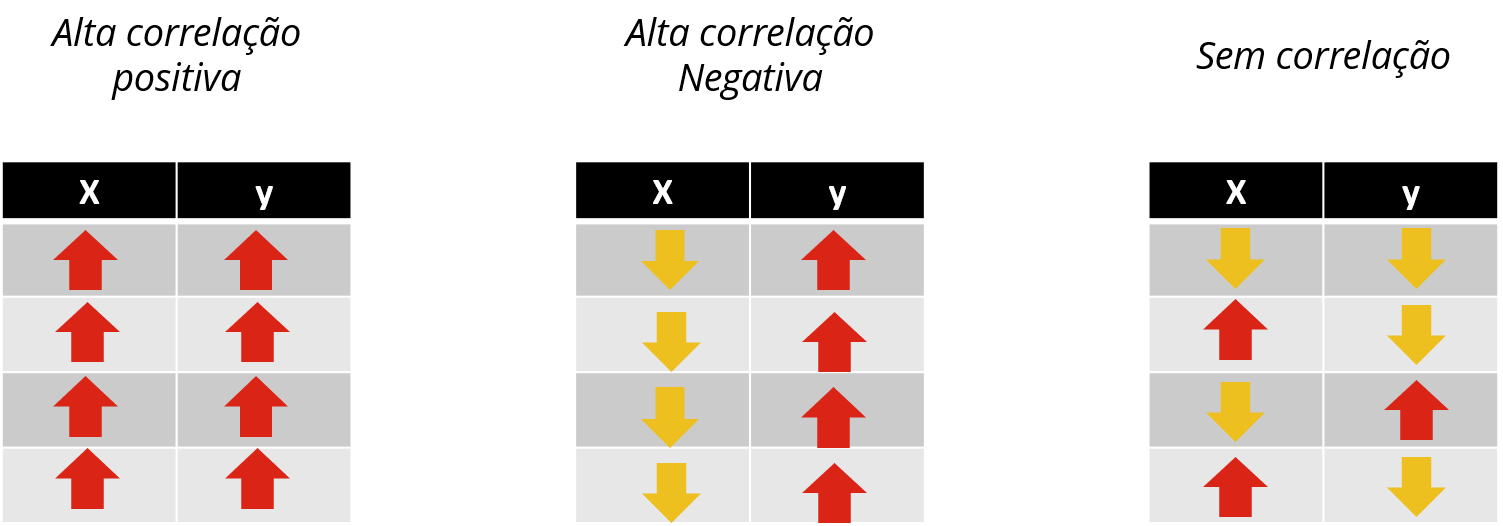 Alta correlação
positiva
Alta correlação
Negativa
Sem correlação
X y
X y
X y